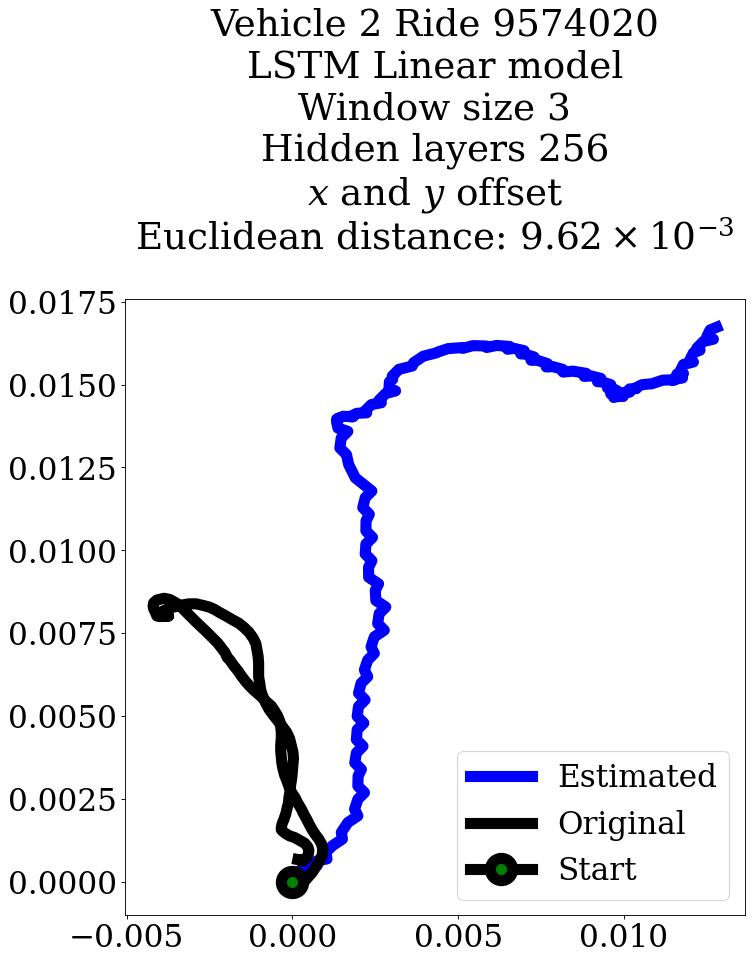 Vehicle 2 Ride 9574020
LSTM Linear model
Window size 3
Hidden layers 256
x and y offset
Euclidean distance: 9.62 × 10⁻³
0.0175
0.0150
0.0125
0.0100
0.0075
0.0050
0.0025
0.0000
−0.005 0.000 0.005 0.010
Estimated
Original
Start